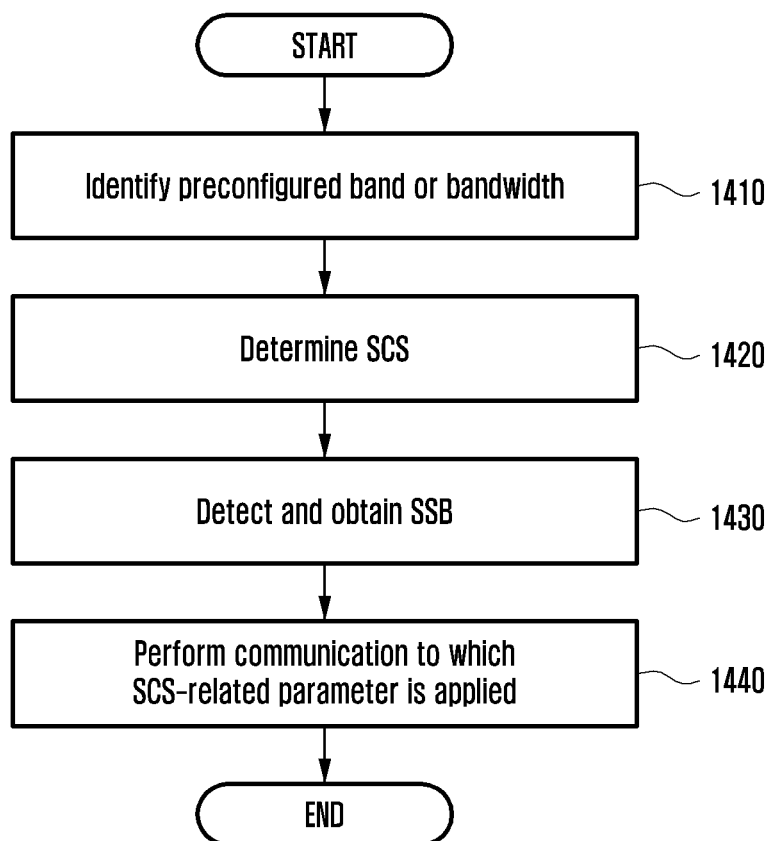 START
Identify preconfigured band or bandwidth
1410
Determine SCS
1420
Detect and obtain SSB
1430
Perform communication to which
SCS-related parameter is applied
1440
END